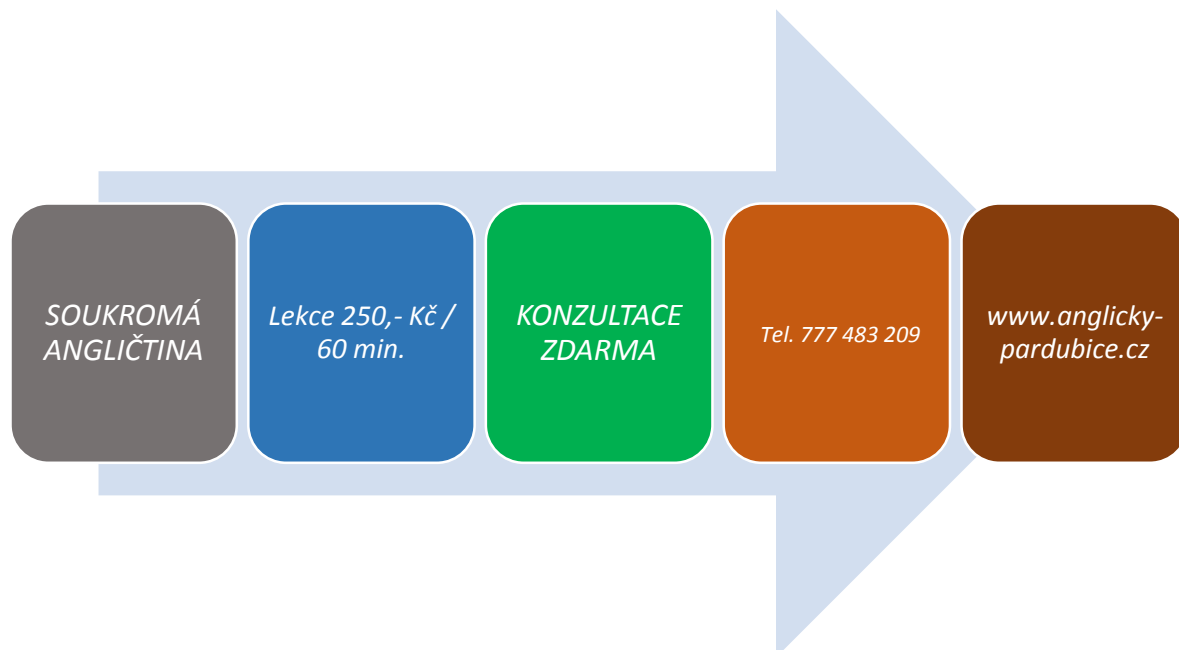 SOUKROMÁ
ANGLIČTINA
Lekce 250,- Kč /
60 min.
KONZULTACE
ZDARMA
Tel. 777 483 209
www.anglicky-
pardubice.cz